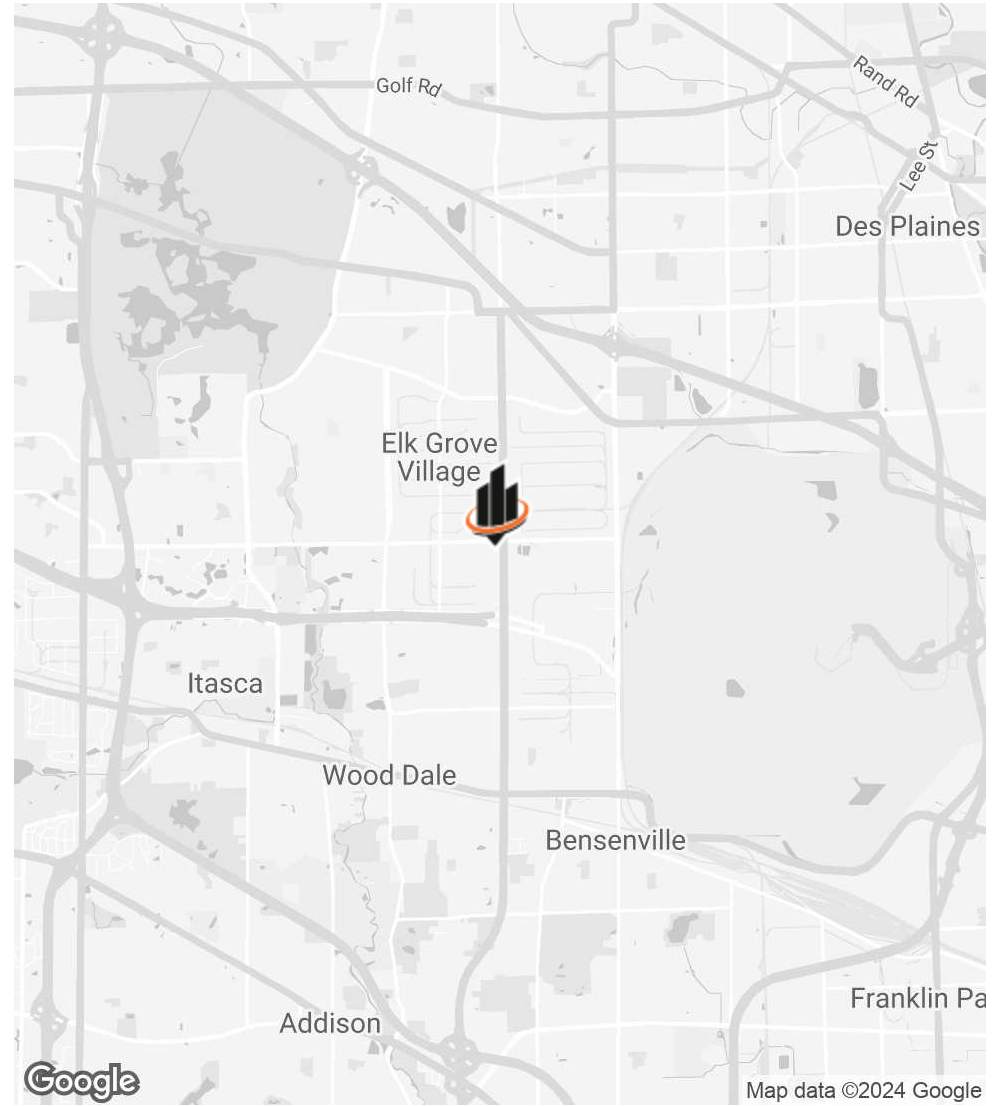 Golf Rd
Rand Rd
Lee St
Des Plaines
Elk Grove
Village
Itasca
Wood Dale
Bensenville
Franklin Pa
Addison
Google
Map data ©2024 Google